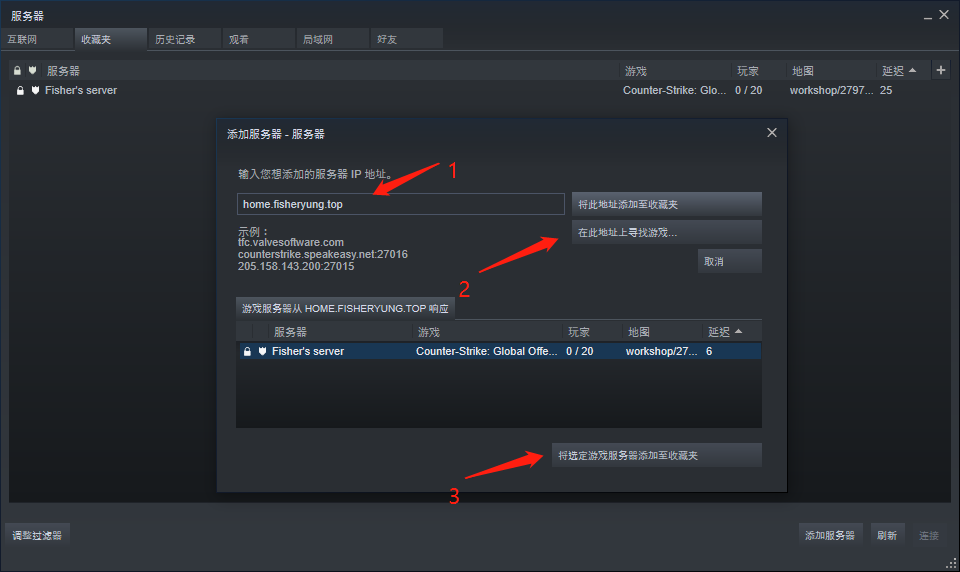 服务器
互联网 收藏夹 历史记录 观看 局域网 好友
服务器 游戏 玩家 地图 延迟 +
Fisher's server Counter-Strike: Glo... 0 / 20 workshop/2797... 25
添加服务器 - 服务器
输入您想添加的服务器 IP 地址。
1
home.fisheryung.top 将此地址添加至收藏夹
示例：
在此地址上寻找游戏...
tfc.valvesoftware.com
counterstrike.speakeasy.net:27016
205.158.143.200:27015
取消
2
游戏服务器从 HOME.FISHERYUNG.TOP 响应
服务器 游戏 玩家 地图 延迟
Fisher's server Counter-Strike: Global Offe... 0 / 20 workshop/27... 6
将选定游戏服务器添加至收藏夹
3
调整过滤器 添加服务器 刷新 连接